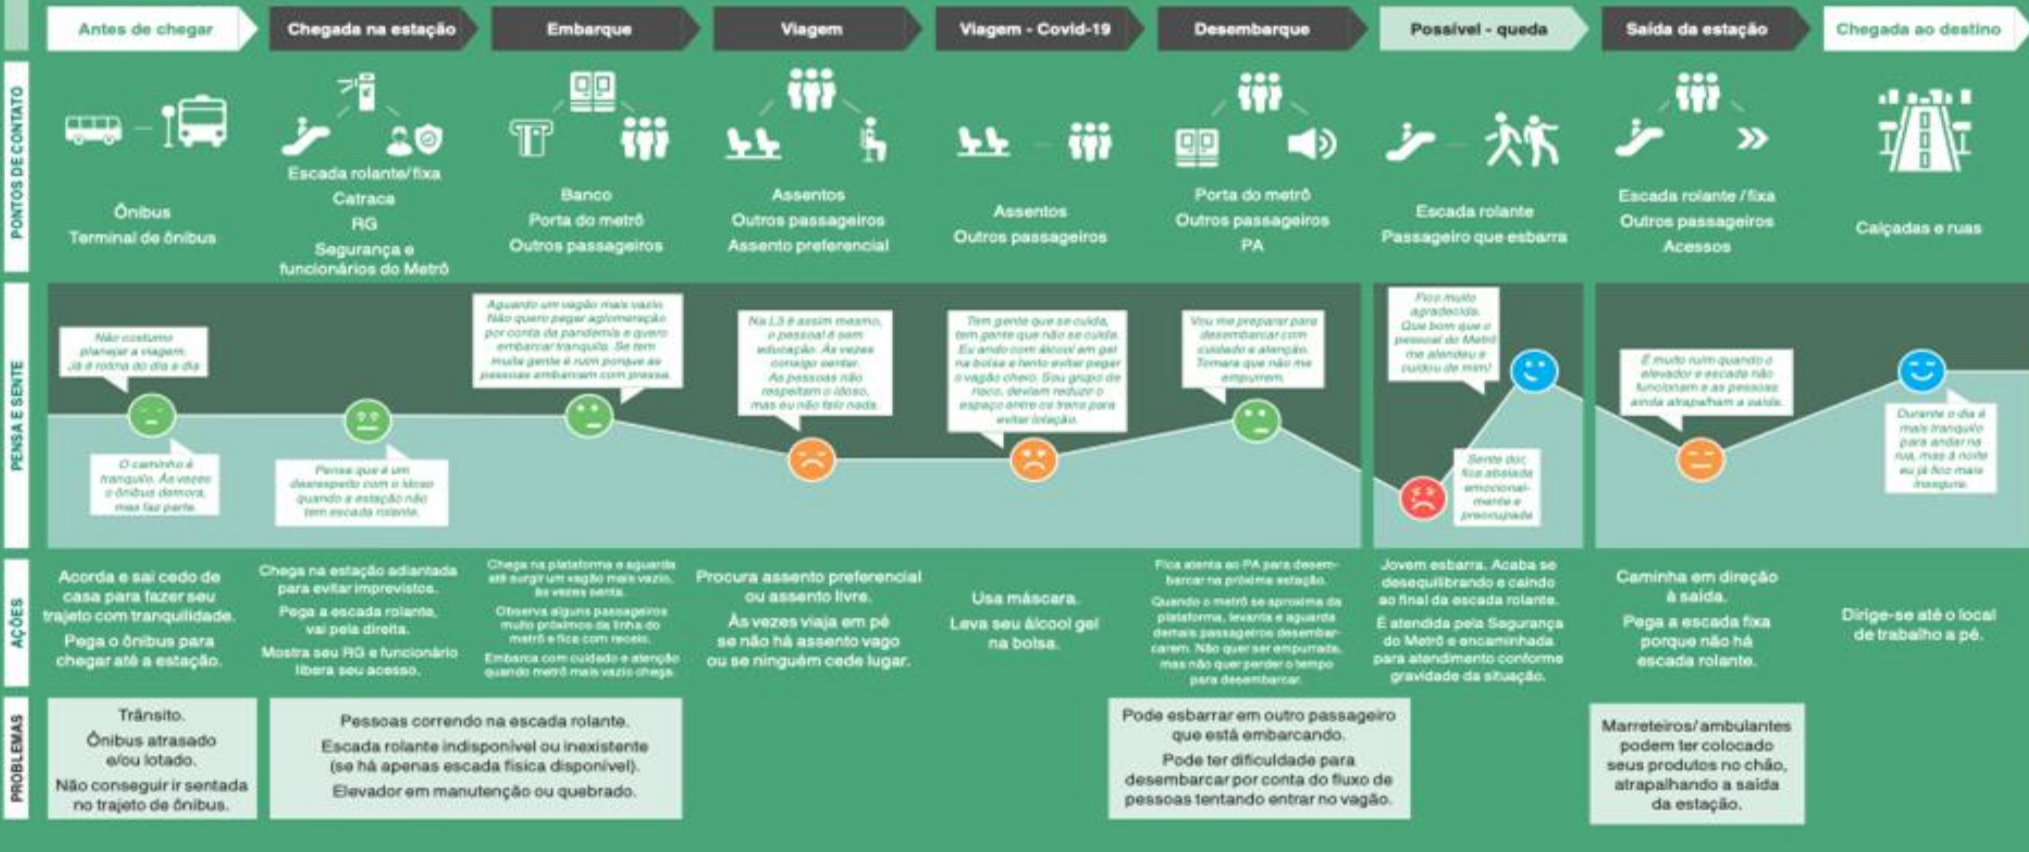 Antes de chegar
Chegada na estação
Embarque
Viagem
Viagem - Covid-19
Desembarque
Possível - queda
Saída da estação
Chegada ao destino
PONTOS DE CONTATO
Ônibus
Terminal de ônibus
Escada rolante/fixa
Catraca
RG
Segurança e
funcionários do Metrô
Banco
Porta do metrô
Outros passageiros
Assentos
Outros passageiros
Assento preferencial
Assentos
Outros passageiros
Porta do metrô
Outros passageiros
PA
Escada rolante
Passageiro que esbarra
Escada rolante /fixa
Outros passageiros
Acessos
Calçadas e ruas
PENSA E SENTE
Não costumo
planejar a viagem.
Já é rotina do dia a dia
O caminho é
tranquilo. Às vezes
o ônibus demora,
mas faz parte.
Pensa que é um
desrespeito com o idoso
quando a estação não
tem escada rolante.
Aguardo um vagão mais vazio.
Não quero pegar aglomeração
por conta da pandemia e quero
embarcar tranquila. Se tem
muita gente é ruim porque as
pessoas embarcam com pressa.
Na L3 é assim mesmo,
o pessoal é sem
educação. Às vezes
consigo sentar.
As pessoas não
respeitam o idoso,
mas eu não falo nada.
Tem gente que se cuida,
tem gente que não se cuida.
Eu ando com álcool em gel
na bolsa e tento evitar pegar
o vagão cheio. Sou grupo de
risco, deviam reduzir o
espaço entre os trens para
evitar lotação.
Vou me preparar para
desembarcar com
cuidado e atenção.
Tomara que não me
empurrem.
Fico muito
agradecida.
Que bom que o
pessoal do Metrô
me atendeu e
cuidou de mim!
Sente dor,
fica abalada
emocional-
mente e
preocupada
É muito ruim quando o
elevador e escada não
funcionam e as pessoas
ainda atrapalham a saída.
Durante o dia é
mais tranquilo
para andar na
rua, mas à noite
eu já fico mais
insegura.
AÇÕES
Acorda e sai cedo de
casa para fazer seu
trajeto com tranquilidade.
Pega o ônibus para
chegar até a estação.
Chega na estação adiantada
para evitar imprevistos.
Pega a escada rolante,
vai pela direita.
Mostra seu RG e funcionário
libera seu acesso.
Chega na plataforma e aguarda
até surgir um vagão mais vazio,
às vezes senta.
Observa alguns passageiros
muito próximos da linha do
metrô e fica com receio.
Embarca com cuidado e atenção
quando metrô mais vazio chega.
Procura assento preferencial
ou assento livre.
Às vezes viaja em pé
se não há assento vago
ou se ninguém cede lugar.
Usa máscara.
Leva seu álcool gel
na bolsa.
Fica atenta ao PA para desem-
barcar na próxima estação.
Quando o metrô se aproxima da
plataforma, levanta e aguarda
demais passageiros desembar-
carem. Não quer ser empurrada,
mas não quer perder o tempo
para desembarcar.
Jovem esbarra. Acaba se
desequilibrando e caindo
ao final da escada rolante.
É atendida pela Segurança
do Metrô e encaminhada
para atendimento conforme
gravidade da situação.
Caminha em direção
à saída.
Pega a escada fixa
porque não há
escada rolante.
Dirige-se até o local
de trabalho a pé.
PROBLEMAS
Trânsito.
Ônibus atrasado
e/ou lotado.
Não conseguir ir sentada
no trajeto de ônibus.
Pessoas correndo na escada rolante.
Escada rolante indisponível ou inexistente
(se há apenas escada física disponível).
Elevador em manutenção ou quebrado.
Pode esbarrar em outro passageiro
que está embarcando.
Pode ter dificuldade para
desembarcar por conta do fluxo de
pessoas tentando entrar no vagão.
Marreteiros/ambulantes
podem ter colocado
seus produtos no chão,
atrapalhando a saída
da estação.